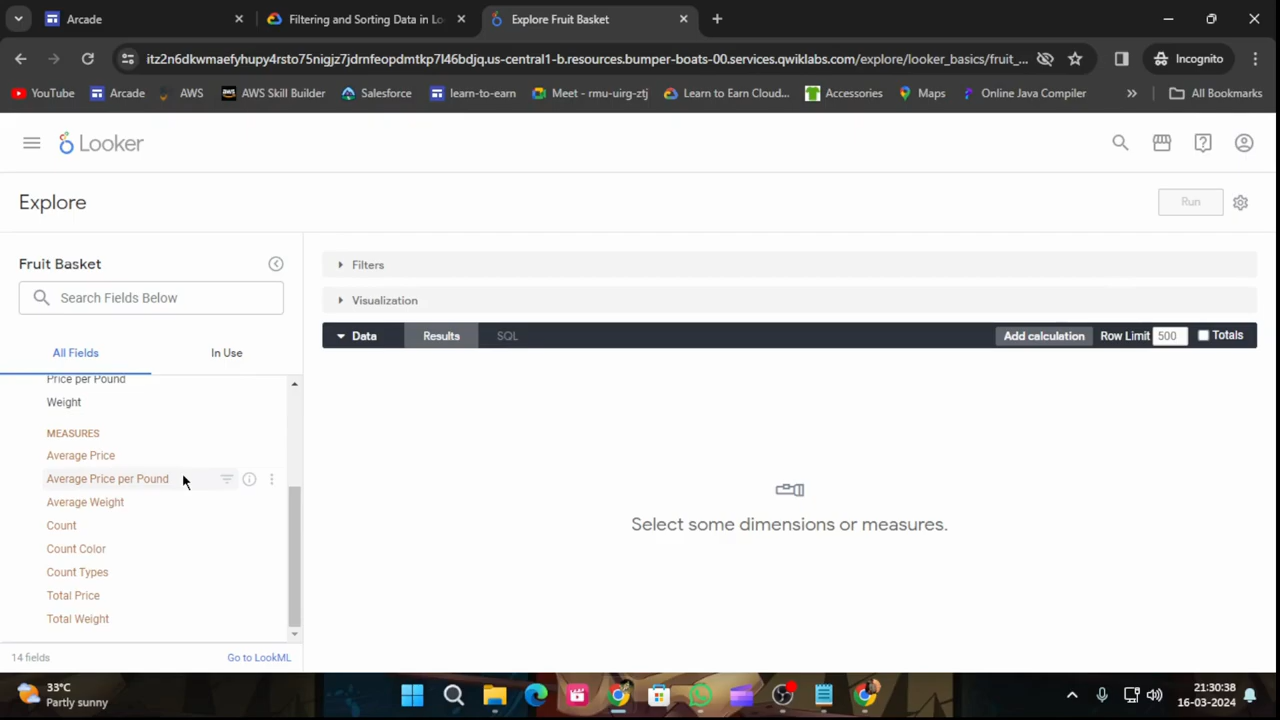 Arcade
Filtering and Sorting Data in Lo
Explore Fruit Basket
itz2n6dkwmaefyhupy4rsto75nigjz7jdrnfeopdmtkp7l46bdjq.us-central1-b.resources.bumper-boats-00.services.qwiklabs.com/explore/looker_basics/fruit_...
Incognito
YouTube
Arcade
AWS
AWS Skill Builder
Salesforce
learn-to-earn
Meet - rmu-uirg-ztj
Learn to Earn Cloud...
Accessories
Maps
Online Java Compiler
All Bookmarks
Looker
Explore
Run
Fruit Basket
Search Fields Below
All Fields
In Use
Price per Pound
Weight
MEASURES
Average Price
Average Price per Pound
Average Weight
Count
Count Color
Count Types
Total Price
Total Weight
14 fields
Go to LookML
Filters
Visualization
Data
Results
SQL
Add calculation
Row Limit
500
Totals
Select some dimensions or measures.
33°C
Partly sunny
21:30:38
16-03-2024